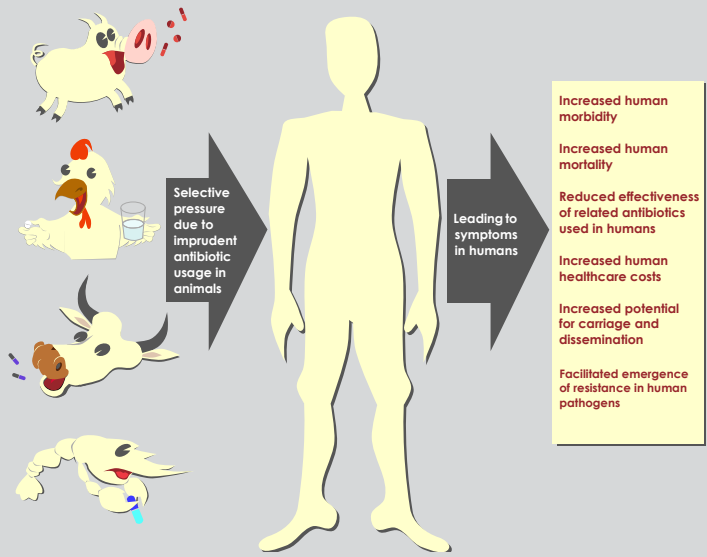 Selective
pressure
due to
imprudent
antibiotic
usage in
animals
Leading to
symptoms
in humans
Increased human
morbidity
Increased human
mortality
Reduced effectiveness
of related antibiotics
used in humans
Increased human
healthcare costs
Increased potential
for carriage and
dissemination
Facilitated emergence
of resistance in human
pathogens